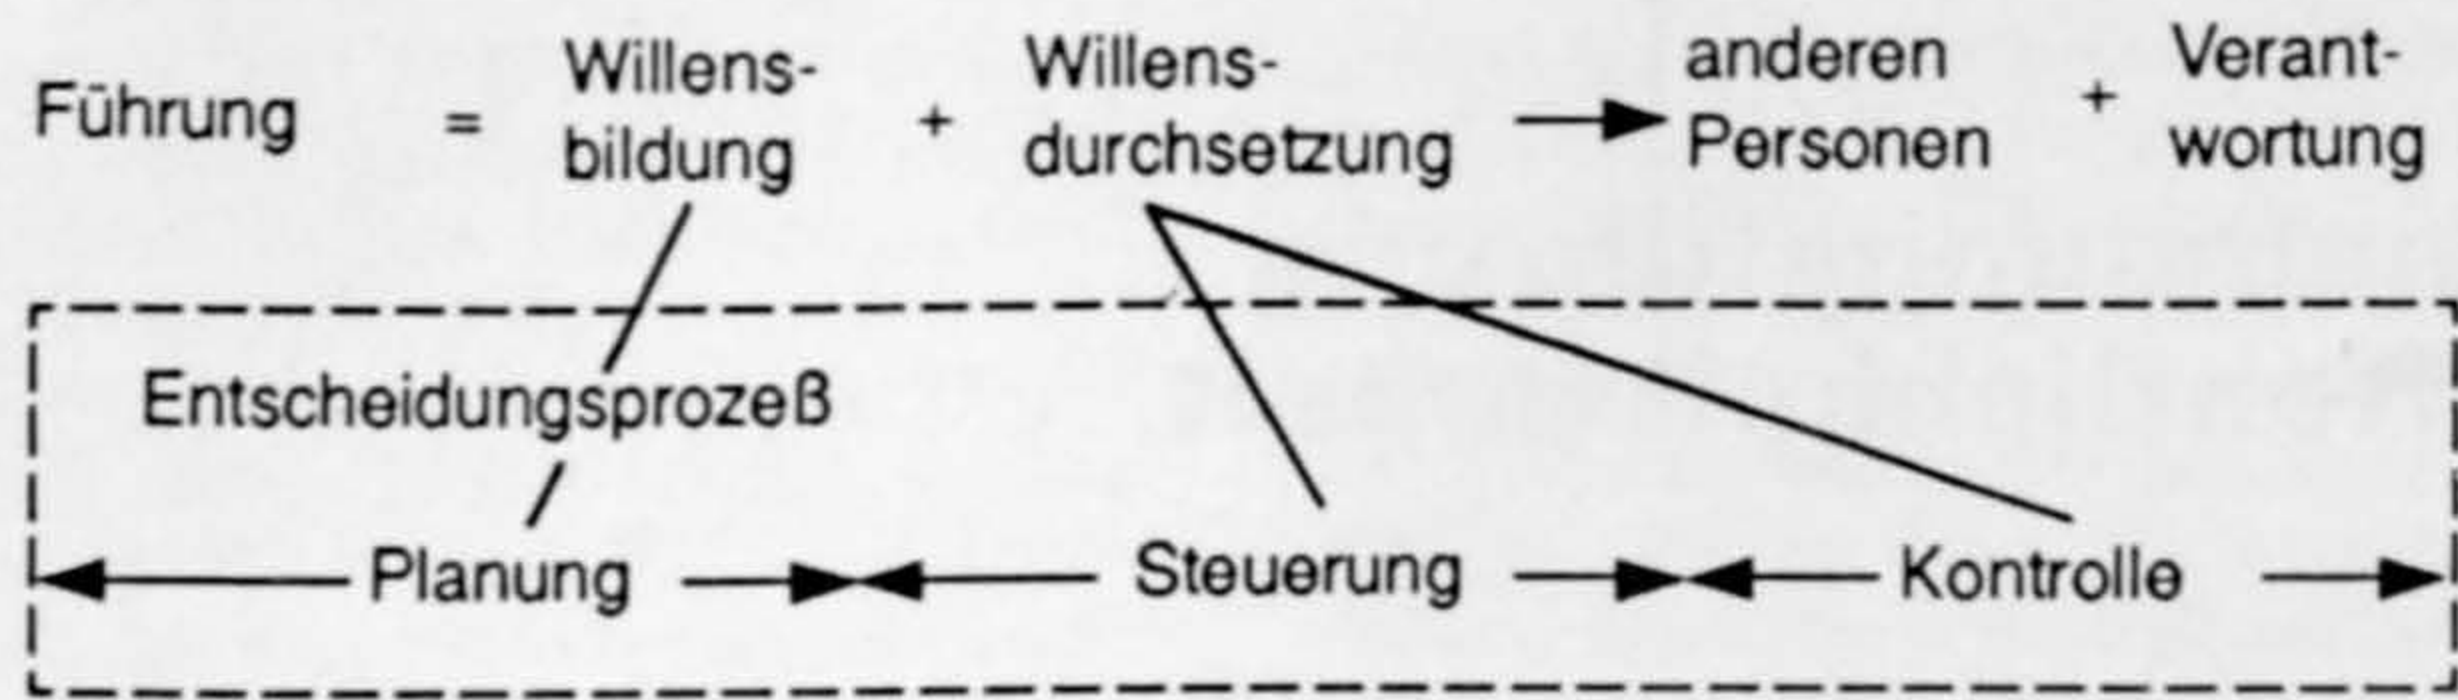 Führung = Willens- + Willens- → anderen + Verant-
bildung durchsetzung Personen wortung
Entscheidungsprozeß
Planung Steuerung Kontrolle